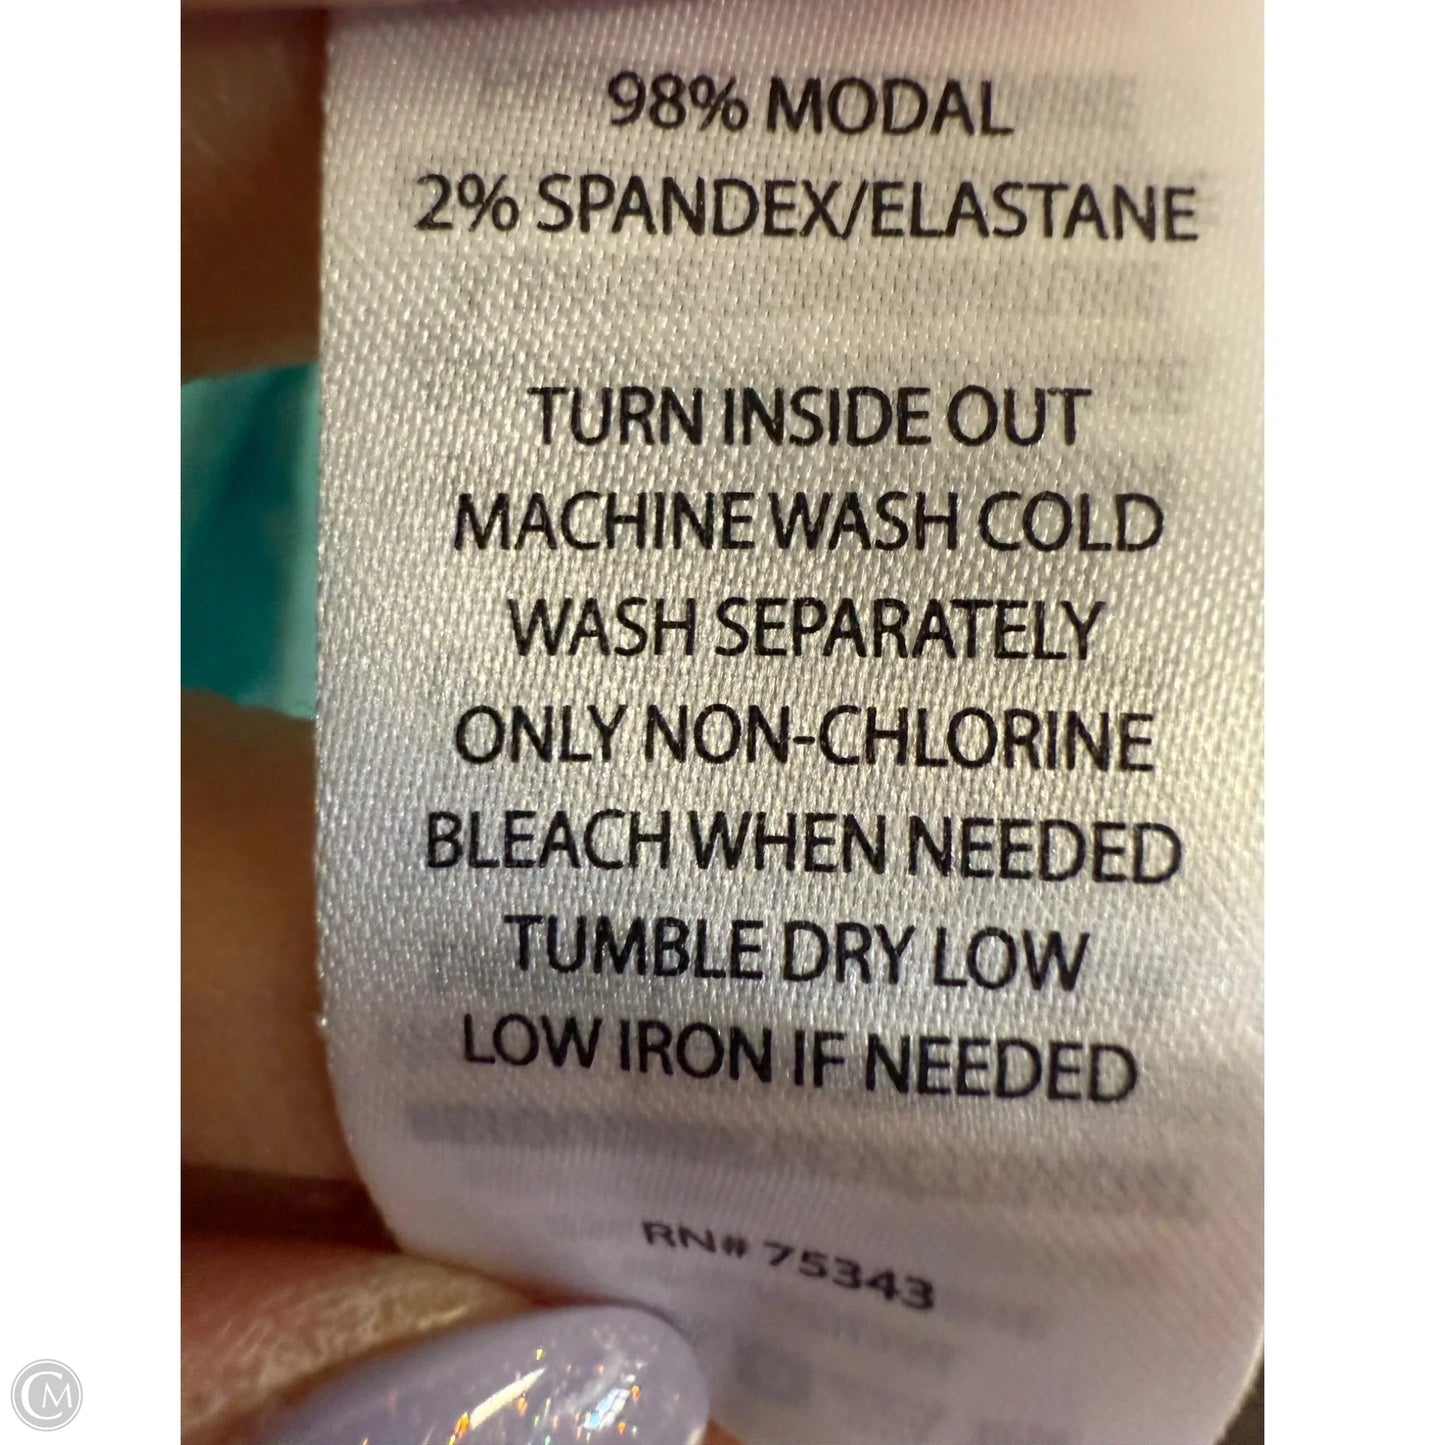 98% MODAL
2% SPANDEX/ELASTANE
TURN INSIDE OUT
MACHINE WASH COLD
WASH SEPARATELY
ONLY NON-CHLORINE
BLEACH WHEN NEEDED
TUMBLE DRY LOW
LOW IRON IF NEEDED
RN# 75343
CM